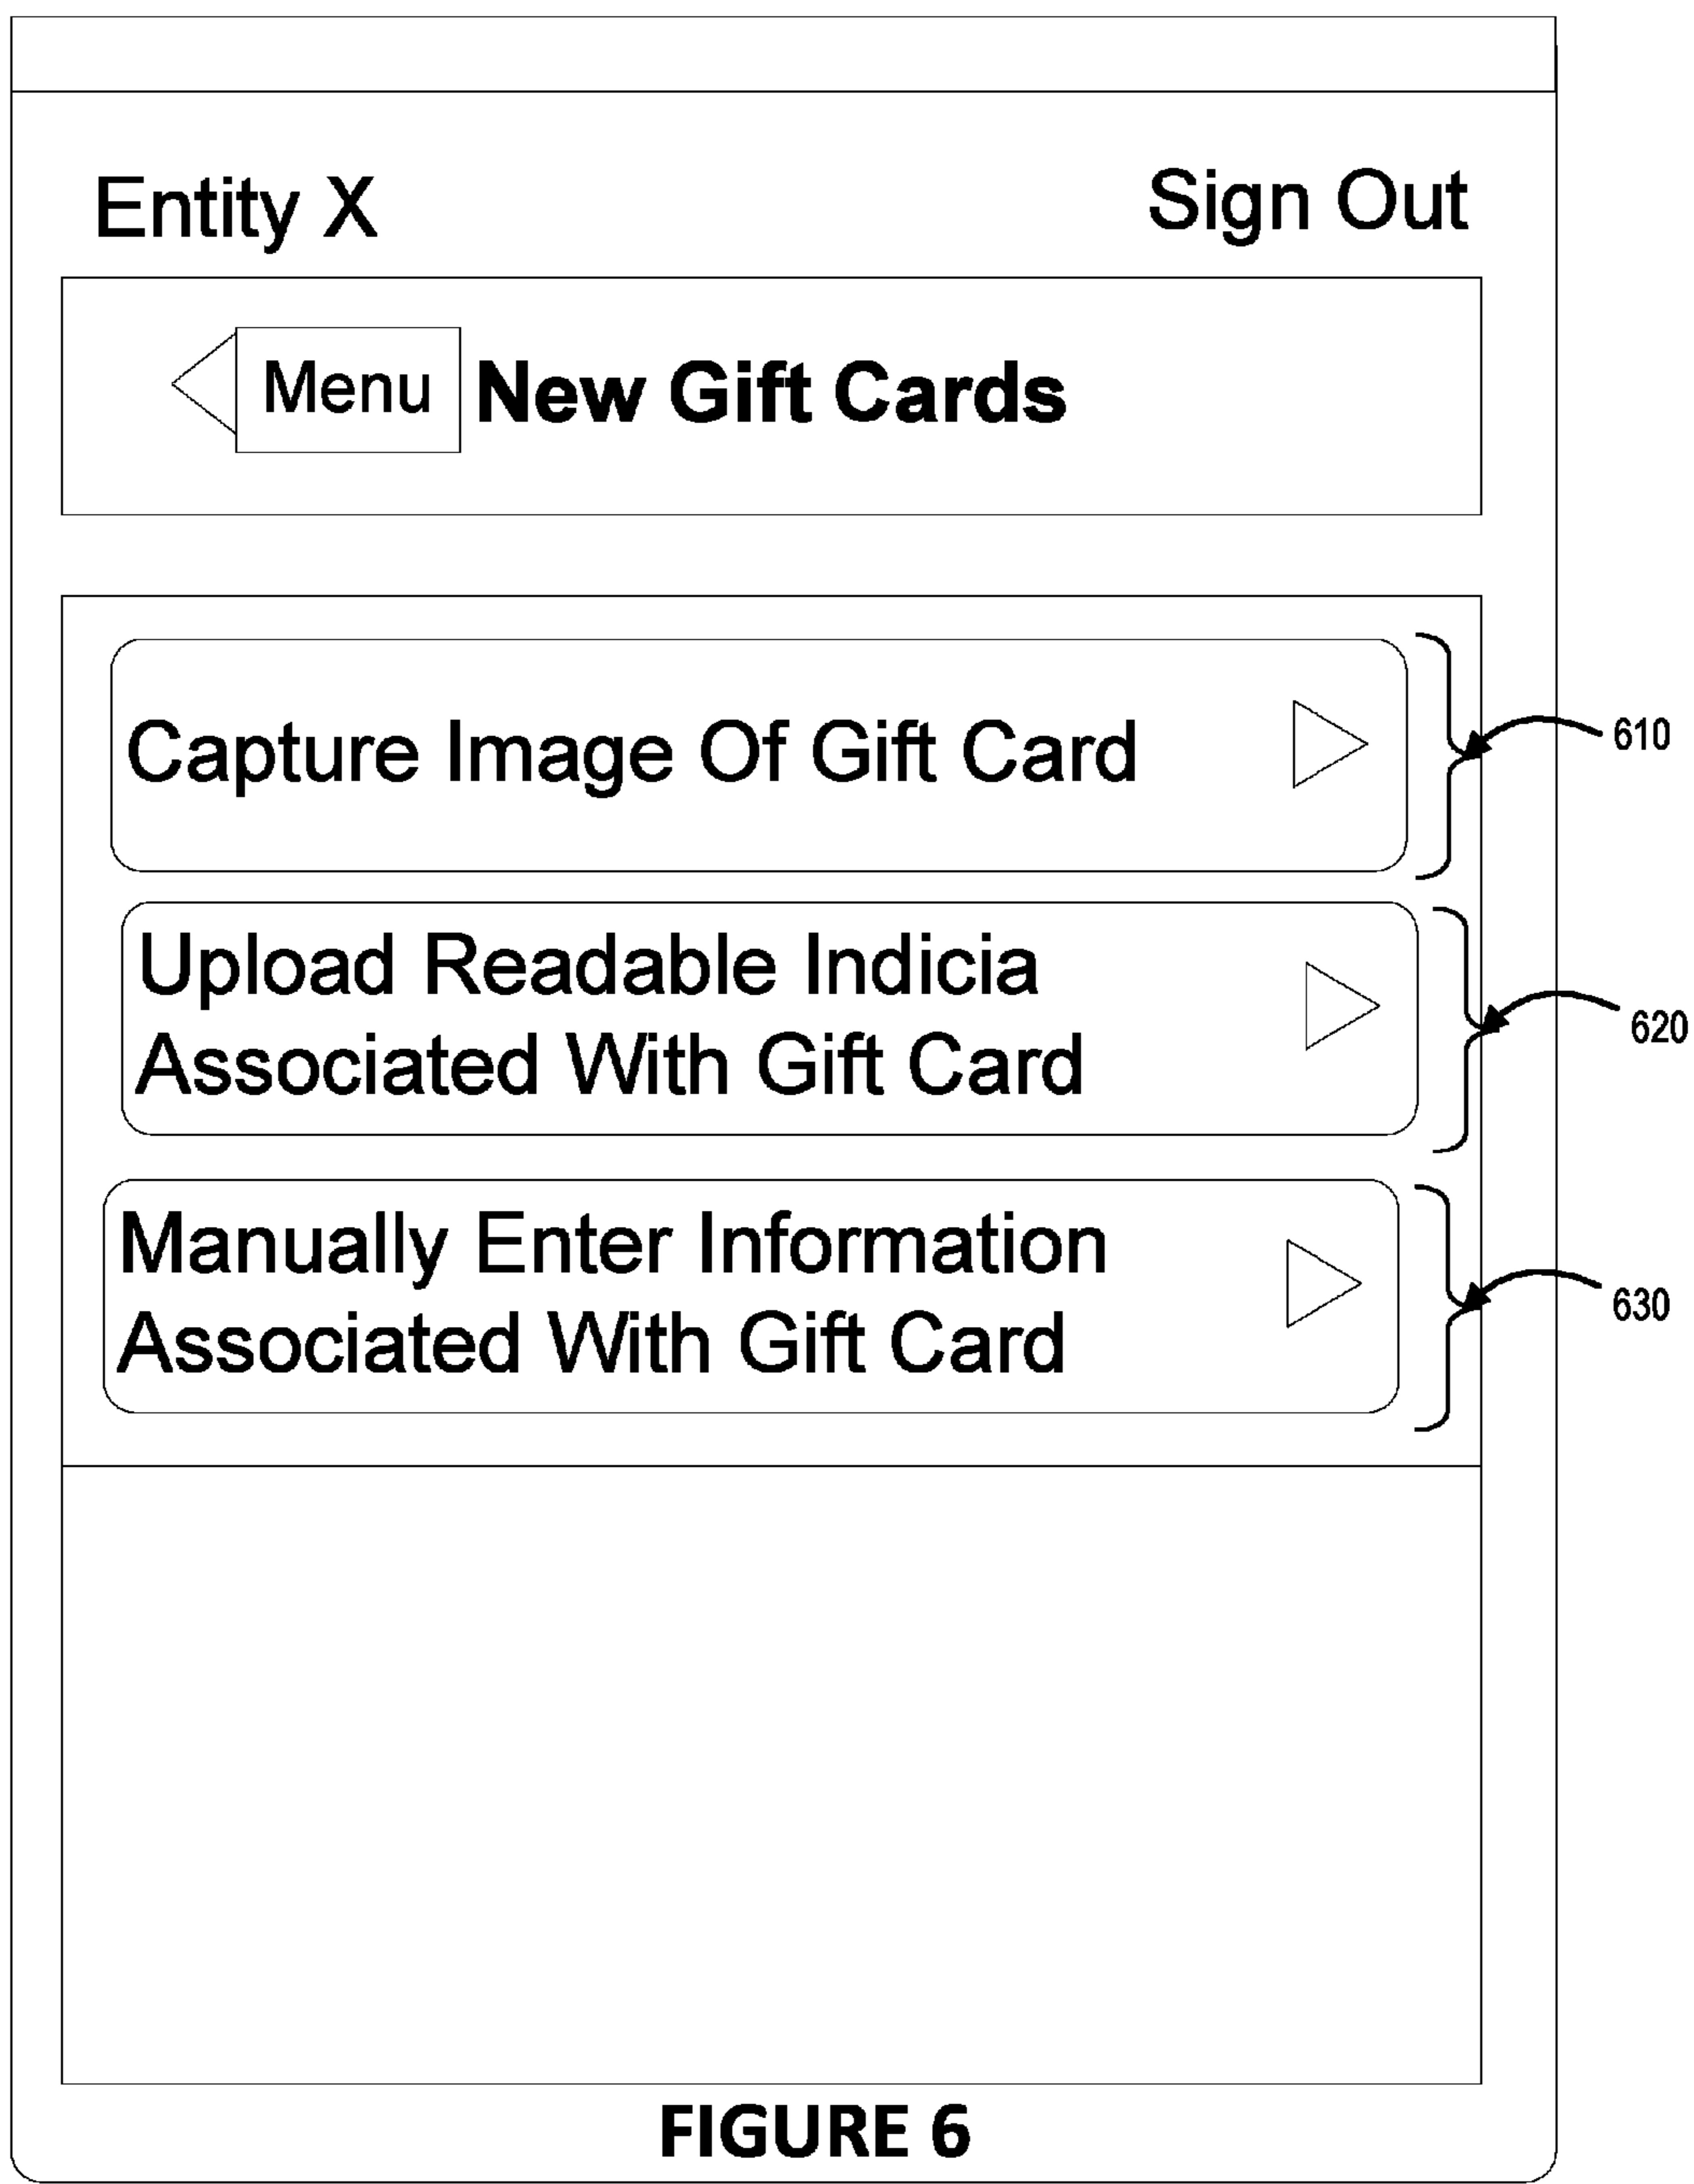 Entity X
Sign Out
Menu
New Gift Cards
Capture Image Of Gift Card
610
Upload Readable Indicia
Associated With Gift Card
620
Manually Enter Information
Associated With Gift Card
630
FIGURE 6